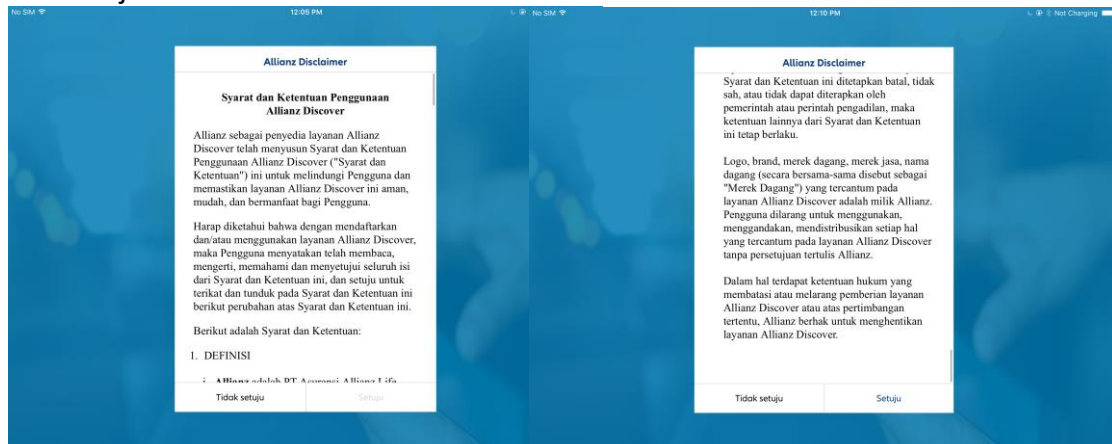 No SIM
12:05 PM
Allianz Disclaimer
Syarat dan Ketentuan Penggunaan
Allianz Discover
Allianz sebagai penyedia layanan Allianz
Discover telah menyusun Syarat dan Ketentuan
Penggunaan Allianz Discover ("Syarat dan
Ketentuan") ini untuk melindungi Pengguna dan
memastikan layanan Allianz Discover ini aman,
mudah, dan bermanfaat bagi Pengguna.
Harap diketahui bahwa dengan mendaftarkan
dan/atau menggunakan layanan Allianz Discover,
maka Pengguna menyatakan telah membaca,
mengerti, memahami dan menyetujui seluruh isi
dari Syarat dan Ketentuan ini, dan setuju untuk
terikat dan tunduk pada Syarat dan Ketentuan ini
berikut perubahan atas Syarat dan Ketentuan ini.
Berikut adalah Syarat dan Ketentuan:
1. DEFINISI
i. Allianz adalah PT Asuransi Allianz Life
Tidak setuju
Setuju
No SIM
12:10 PM
Not Charging
Allianz Disclaimer
Syarat dan Ketentuan ini ditetapkan batal, tidak
sah, atau tidak dapat diterapkan oleh
pemerintah atau perintah pengadilan, maka
ketentuan lainnya dari Syarat dan Ketentuan
ini tetap berlaku.
Logo, brand, merek dagang, merek jasa, nama
dagang (secara bersama-sama disebut sebagai
"Merek Dagang") yang tercantum pada
layanan Allianz Discover adalah milik Allianz.
Pengguna dilarang untuk menggunakan,
menggandakan, mendistribusikan setiap hal
yang tercantum pada layanan Allianz Discover
tanpa persetujuan tertulis Allianz.
Dalam hal terdapat ketentuan hukum yang
membatasi atau melarang pemberian layanan
Allianz Discover atau atas pertimbangan
tertentu, Allianz berhak untuk menghentikan
layanan Allianz Discover.
Tidak setuju
Setuju